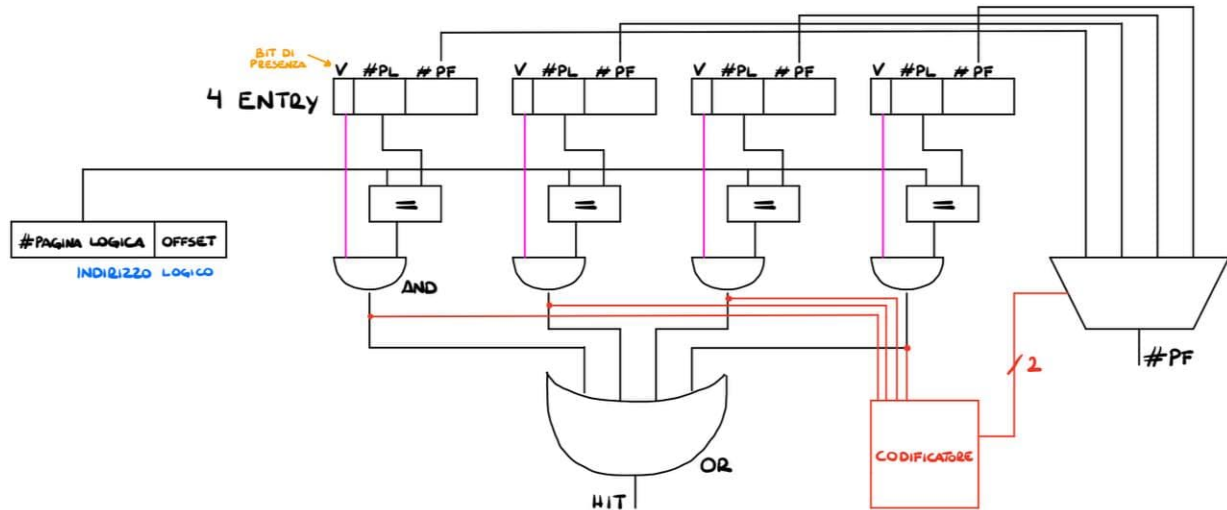 BIT DI
PRESENZA
V #PL #PF
V #PL #PF
V #PL #PF
V #PL #PF
4 ENTRY
=
=
=
=
#PAGINA LOGICA OFFSET
INDIRIZZO LOGICO
AND
#PF
2
CODIFICATORE
OR
HIT